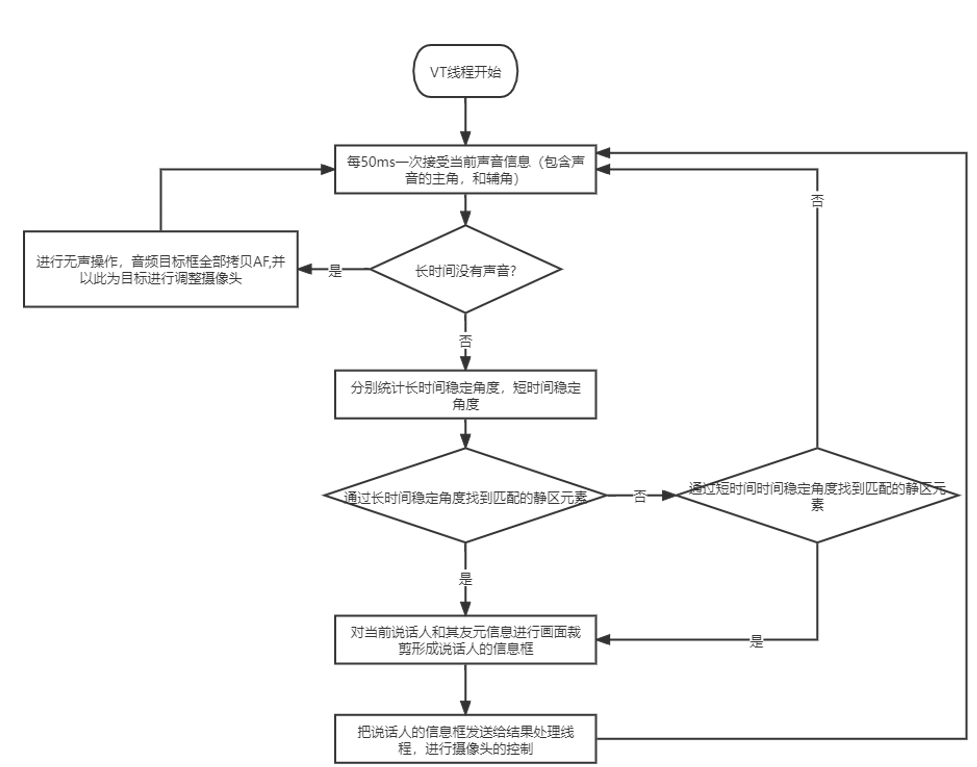 VT线程开始
每50ms一次接受当前声音信息（包含声
音的主角，和辅角）
否
进行无声操作，音频目标框全部拷贝AF,并
以此为目标进行调整摄像头
是
长时间没有声音?
否
分别统计长时间稳定角度，短时间稳定
角度
通过长时间稳定角度找到匹配的静区元素
否
通过短时间时间稳定角度找到匹配的静区元
素
是
对当前说话人和其友元信息进行画面裁
剪形成说话人的信息框
是
把说话人的信息框发送给结果处理线
程，进行摄像头的控制